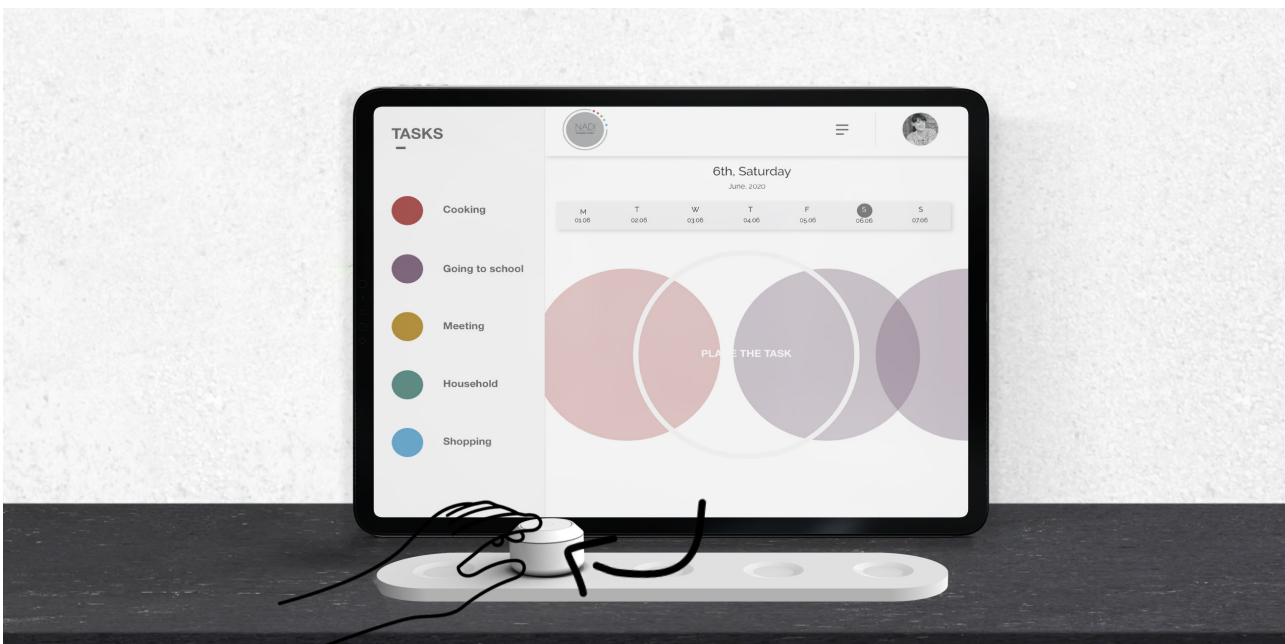 TASKS
Cooking
Going to school
Meeting
Household
Shopping
NADI
6th, Saturday
June, 2020
M T W T F S S
01.06 02.06 03.06 04.06 05.06 06.06 07.06
PLACE THE TASK